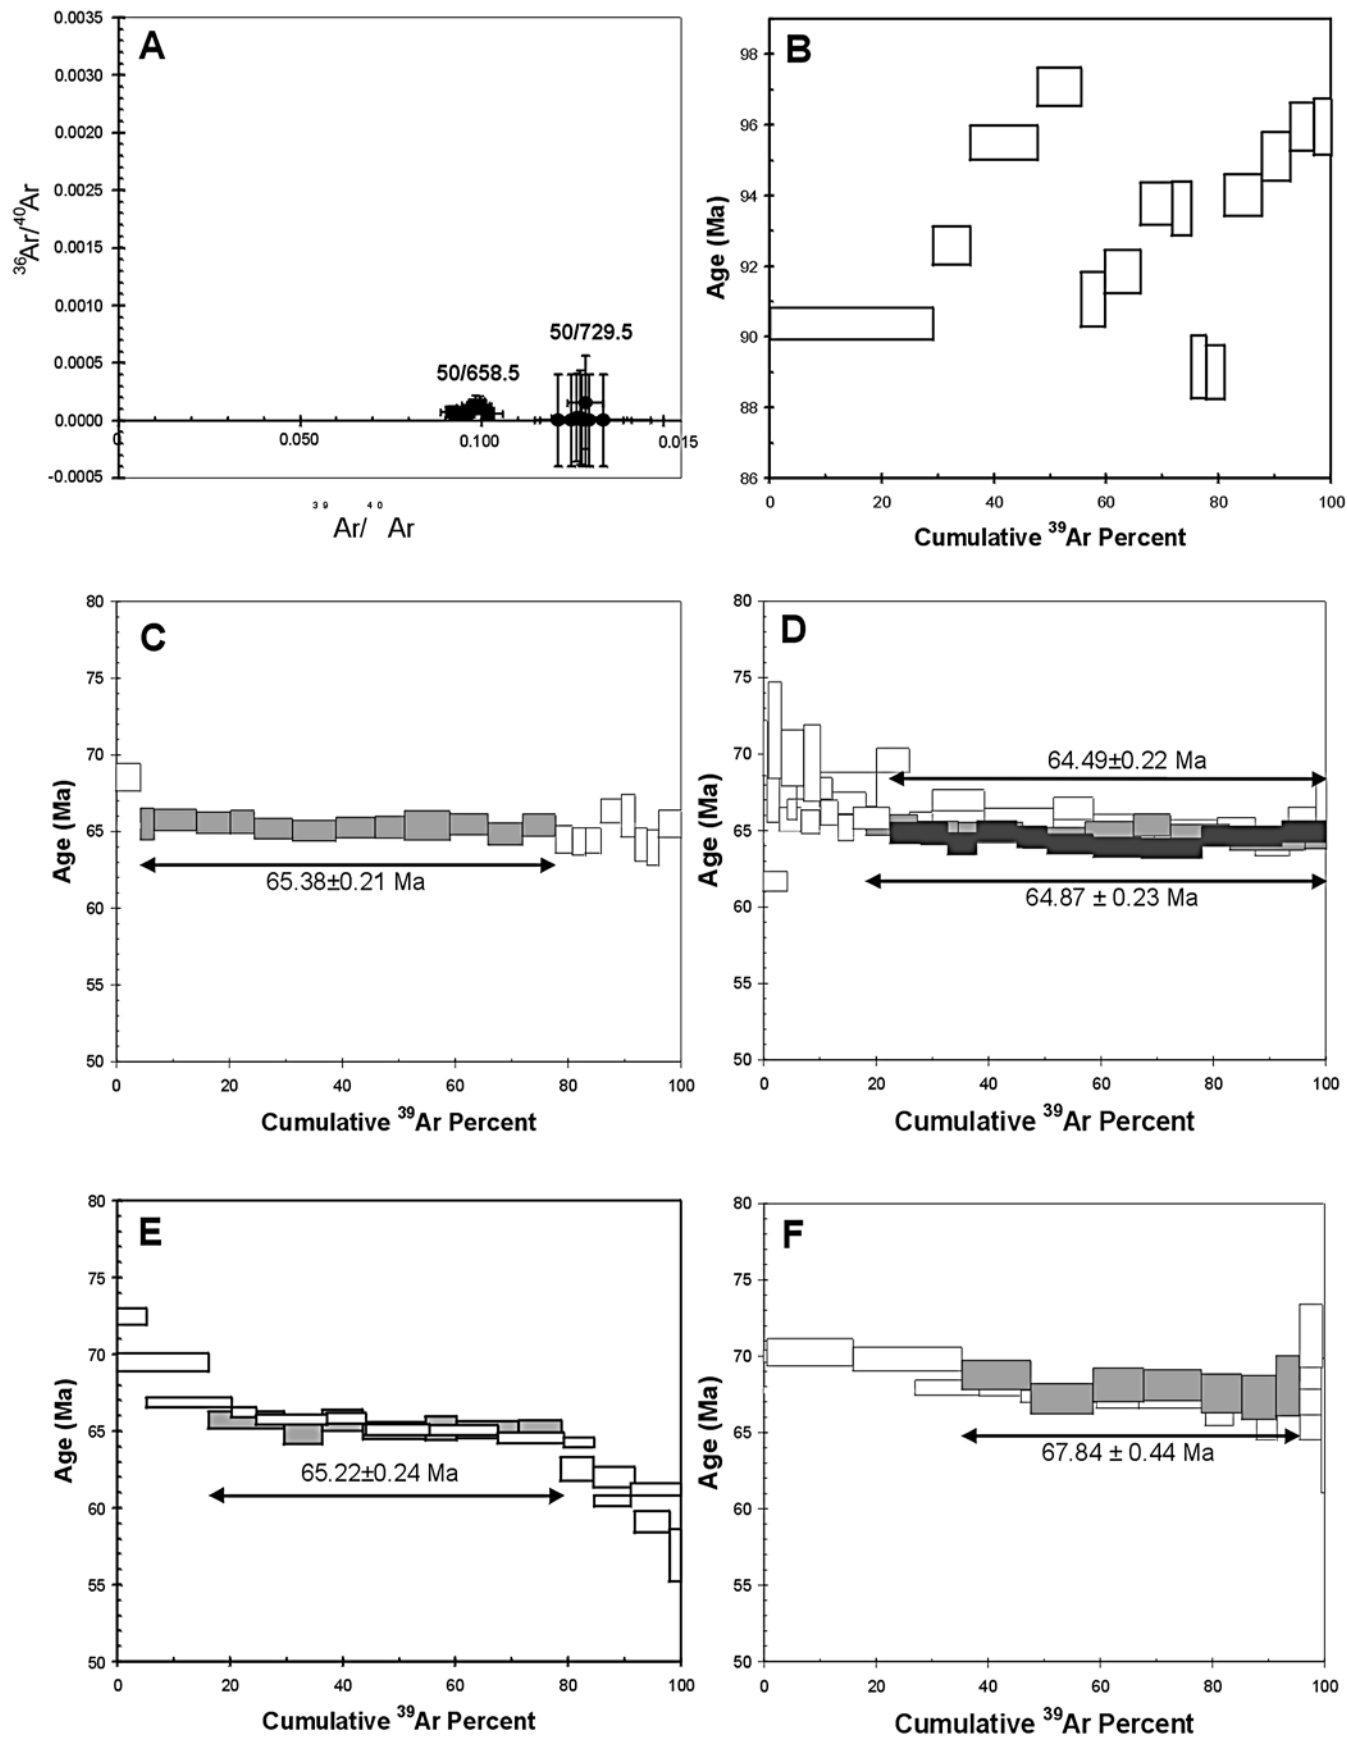 A
0.0035
0.0030
0.0025
0.0020
0.0015
0.0010
0.0005
0.0000
-0.0005
36Ar/40Ar
50/658.5
50/729.5
0
0.050
0.100
0.015
39Ar/ 40 Ar
B
98
96
94
92
90
88
86
Age (Ma)
0 20 40 60 80 100
Cumulative 39Ar Percent
C
80
75
70
65
60
55
50
Age (Ma)
65.38±0.21 Ma
0 20 40 60 80 100
Cumulative 39Ar Percent
D
80
75
70
65
60
55
50
Age (Ma)
64.49±0.22 Ma
64.87 ± 0.23 Ma
0 20 40 60 80 100
Cumulative 39Ar Percent
E
80
75
70
65
60
55
50
Age (Ma)
65.22±0.24 Ma
0 20 40 60 80 100
Cumulative 39Ar Percent
F
80
75
70
65
60
55
50
Age (Ma)
67.84 ± 0.44 Ma
0 20 40 60 80 100
Cumulative 39Ar Percent